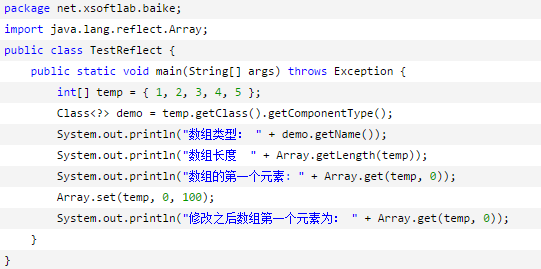 package net.xsoftlab.baike;
import java.lang.reflect.Array;
public class TestReflect {
    public static void main(String[] args) throws Exception {
        int[] temp = { 1, 2, 3, 4, 5 };
        Class<?> demo = temp.getClass().getComponentType();
        System.out.println("数组类型： " + demo.getName());
        System.out.println("数组长度  " + Array.getLength(temp));
        System.out.println("数组的第一个元素: " + Array.get(temp, 0));
        Array.set(temp, 0, 100);
        System.out.println("修改之后数组第一个元素为： " + Array.get(temp, 0));
    }
}